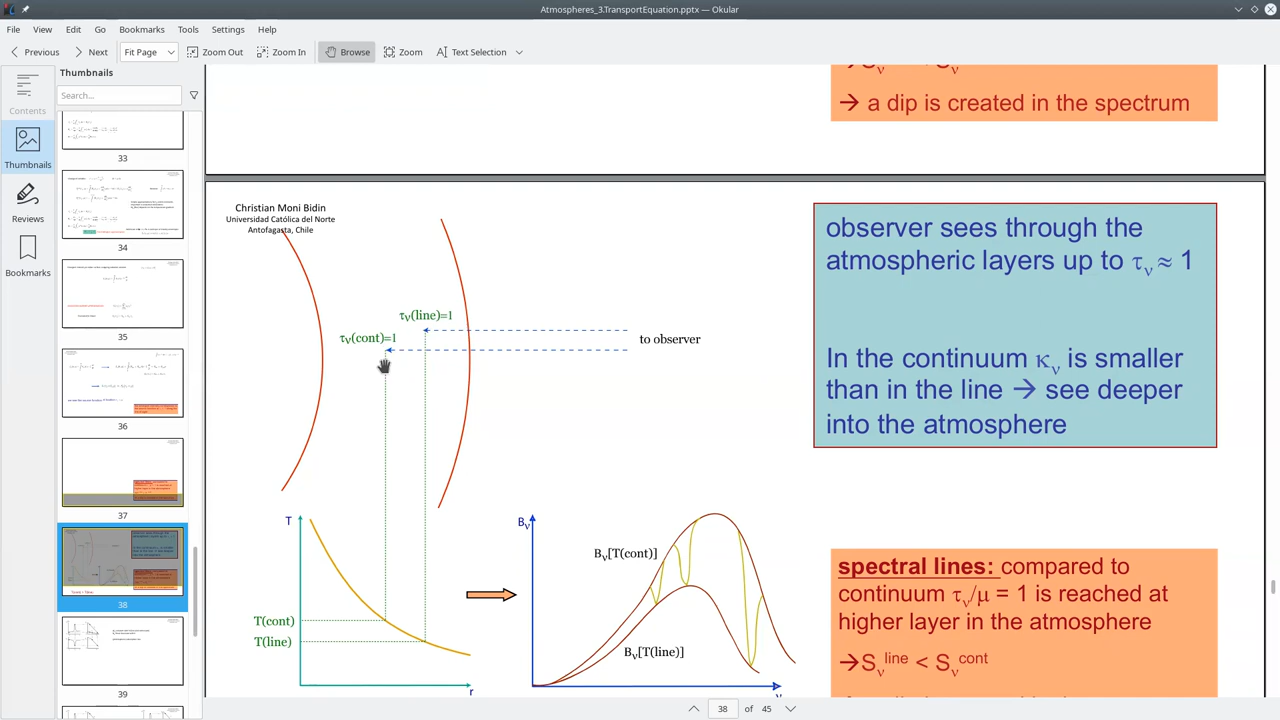 Atmospheres_3.TransportEquation.pptx — Okular
File View Edit Go Bookmarks Tools Settings Help
Previous Next Fit Page Zoom Out Zoom In Browse Zoom Text Selection
Thumbnails
Search...
Contents
Thumbnails
Reviews
Bookmarks
33
34
35
36
37
38
39
→ a dip is created in the spectrum
Christian Moni Bidin
Universidad Católica del Norte
Antofagasta, Chile
τν(line)=1
τν(cont)=1
to observer
observer sees through the
atmospheric layers up to τν ≈ 1
In the continuum κν is smaller
than in the line → see deeper
into the atmosphere
T
T(cont)
T(line)
r
Bν
Bν[T(cont)]
Bν[T(line)]
ν
spectral lines: compared to
continuum τν/μ = 1 is reached at
higher layer in the atmosphere
→Sν^line < Sν^cont
38 of 45